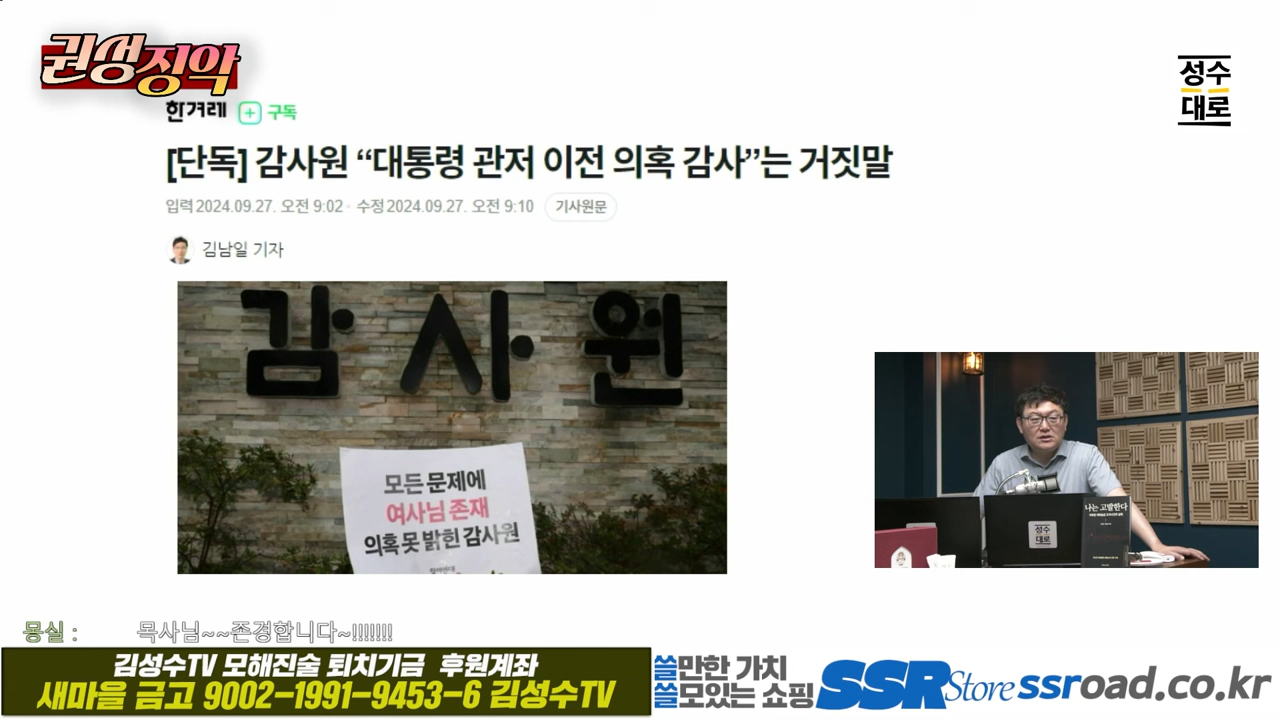 권성징악
성수
대로
한겨레 + 구독
[단독] 감사원 “대통령 관저 이전 의혹 감사”는 거짓말
입력 2024.09.27. 오전 9:02 · 수정 2024.09.27. 오전 9:10 기사원문
김남일 기자
감사원
모든 문제에
여사님 존재
의혹 못 밝힌 감사원
참여연대
나는 고발한다
성수
대로
몽실 : 목사님~~존경합니다~!!!!!!!
김성수TV 모해진술 퇴치기금 후원계좌
새마을 금고 9002-1991-9453-6 김성수TV
쓸만한 가치
쓸모있는 쇼핑
SSR Store ssroad.co.kr